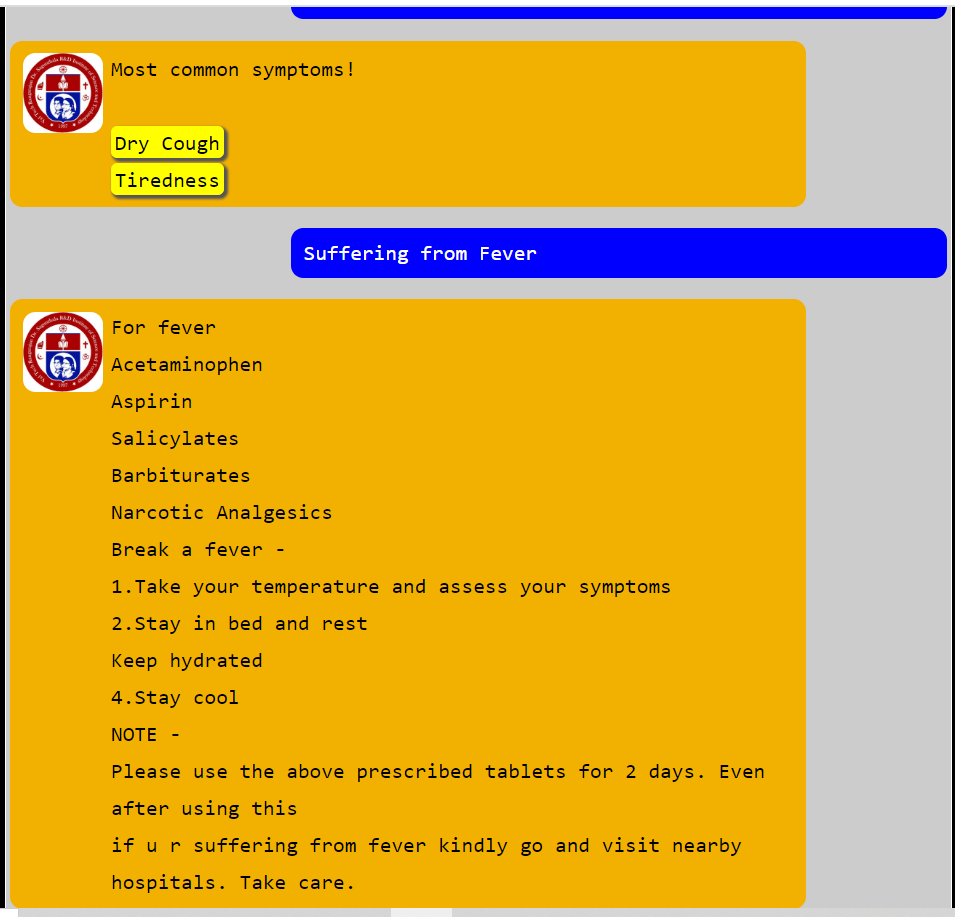 Most common symptoms!
Dry Cough
Tiredness
Suffering from Fever
For fever
Acetaminophen
Aspirin
Salicylates
Barbiturates
Narcotic Analgesics
Break a fever -
1.Take your temperature and assess your symptoms
2.Stay in bed and rest
Keep hydrated
4.Stay cool
NOTE -
Please use the above prescribed tablets for 2 days. Even
after using this
if u r suffering from fever kindly go and visit nearby
hospitals. Take care.